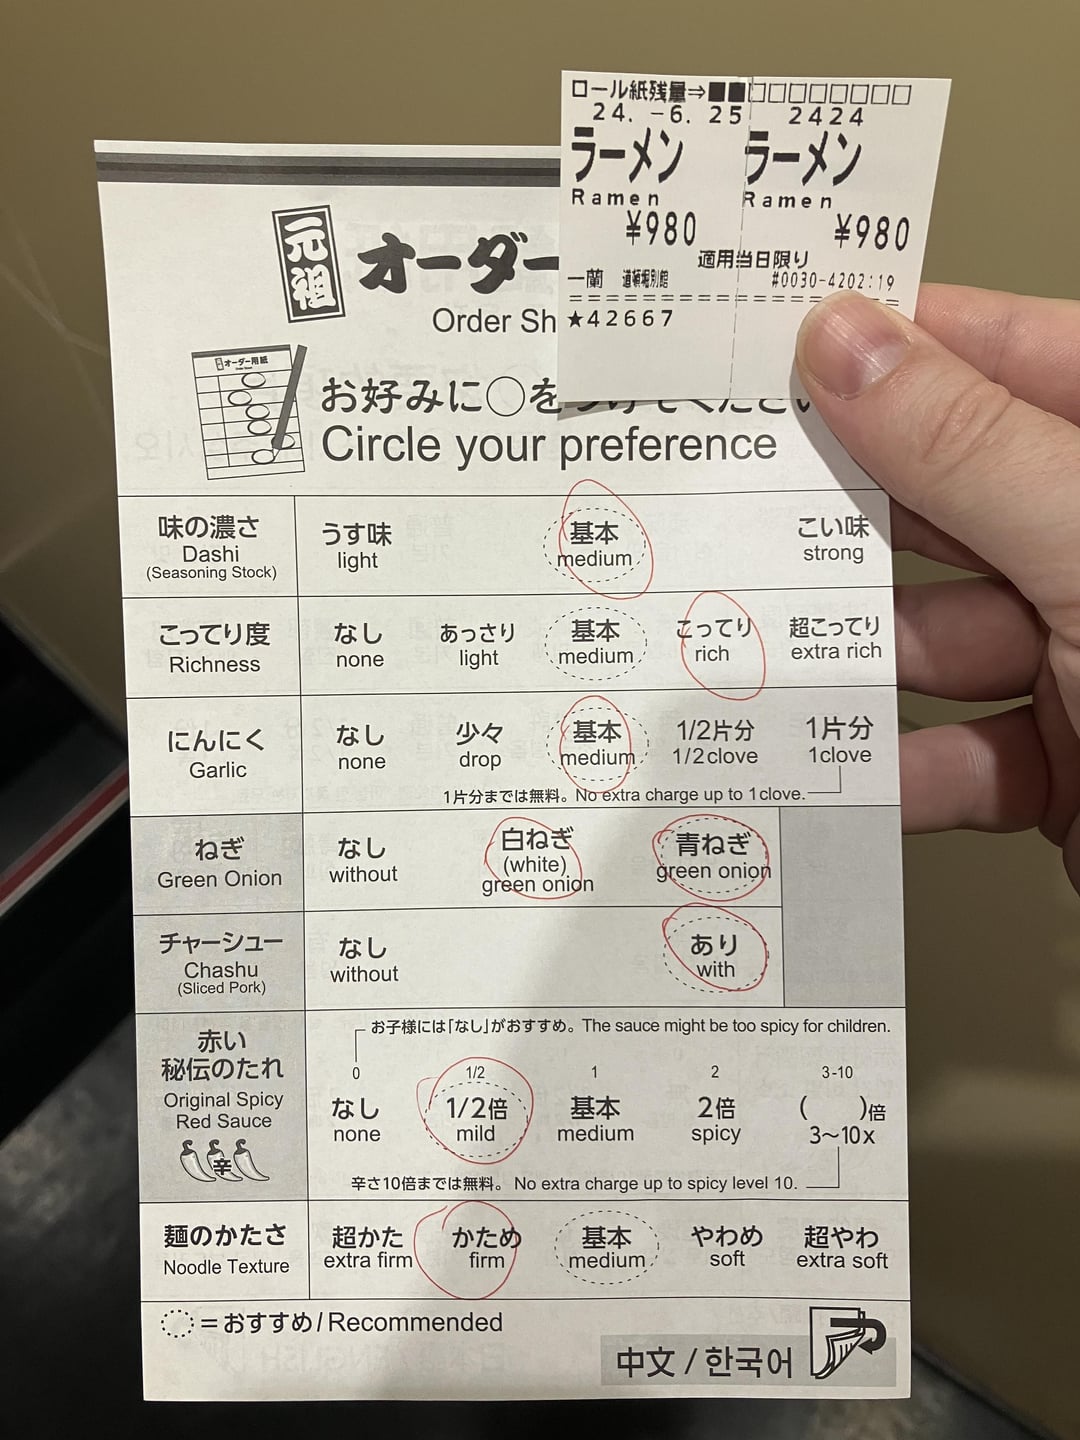 ロール紙残量⇒■■□□□□□□□□
24.-6.25 2424
ラーメン ラーメン
Ramen Ramen
¥980 ¥980
適用当日限り
一蘭 道頓堀別館 #0030-4202:19
★42667
元祖 オーダー
Order Sh
オーダー用紙
お好みに○を
Circle your preference
味の濃さ うす味 基本 こい味
Dashi light medium strong
(Seasoning Stock)
こってり度 なし あっさり 基本 こってり 超こってり
Richness none light medium rich extra rich
にんにく なし 少々 基本 1/2片分 1片分
Garlic none drop medium 1/2clove 1clove
1片分までは無料。No extra charge up to 1clove.
ねぎ なし 白ねぎ 青ねぎ
Green Onion without (white) green onion
green onion
チャーシュー なし あり
Chashu without with
(Sliced Pork)
お子様には「なし」がおすすめ。The sauce might be too spicy for children.
赤い
秘伝のたれ
Original Spicy
Red Sauce
辛
0 1/2 1 2 3-10
なし 1/2倍 基本 2倍 ( )倍
none mild medium spicy 3〜10x
辛さ10倍までは無料。 No extra charge up to spicy level 10.
麺のかたさ 超かた かため 基本 やわめ 超やわ
Noodle Texture extra firm firm medium soft extra soft
=おすすめ/Recommended
中文 / 한국어